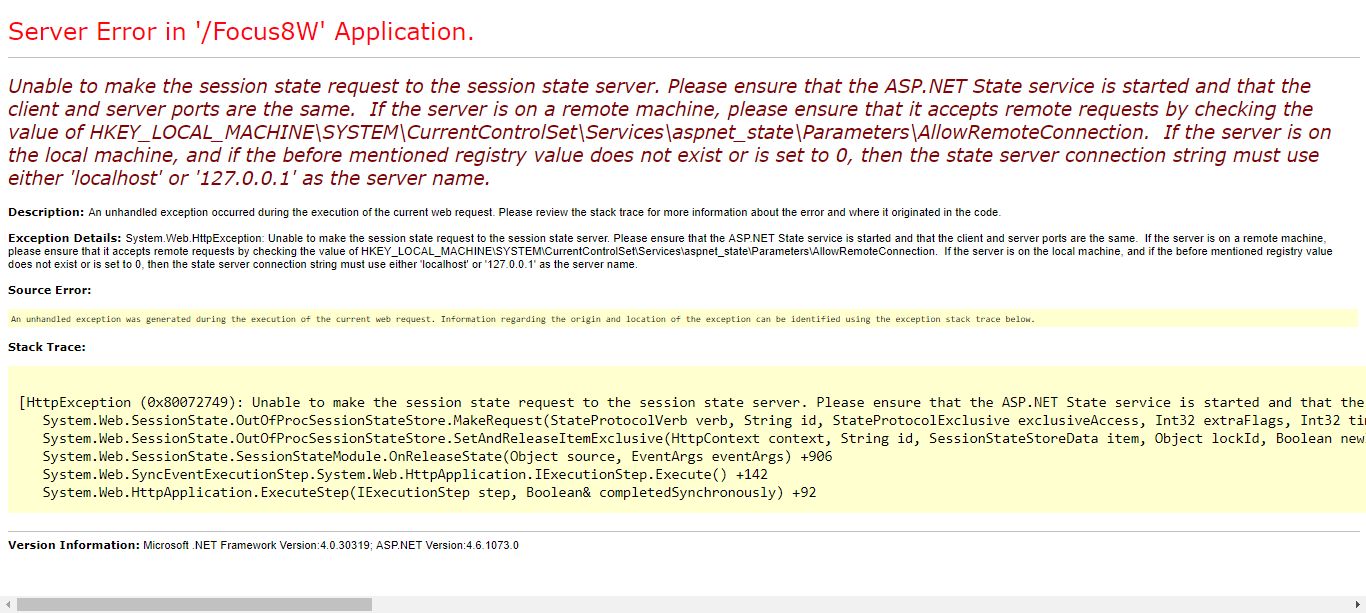 Server Error in '/Focus8W' Application.
Unable to make the session state request to the session state server. Please ensure that the ASP.NET State service is started and that the
client and server ports are the same.  If the server is on a remote machine, please ensure that it accepts remote requests by checking the
value of HKEY_LOCAL_MACHINE\SYSTEM\CurrentControlSet\Services\aspnet_state\Parameters\AllowRemoteConnection.  If the server is on
the local machine, and if the before mentioned registry value does not exist or is set to 0, then the state server connection string must use
either 'localhost' or '127.0.0.1' as the server name.
Description: An unhandled exception occurred during the execution of the current web request. Please review the stack trace for more information about the error and where it originated in the code.
Exception Details: System.Web.HttpException: Unable to make the session state request to the session state server. Please ensure that the ASP.NET State service is started and that the client and server ports are the same.  If the server is on a remote machine,
please ensure that it accepts remote requests by checking the value of HKEY_LOCAL_MACHINE\SYSTEM\CurrentControlSet\Services\aspnet_state\Parameters\AllowRemoteConnection.  If the server is on the local machine, and if the before mentioned registry value
does not exist or is set to 0, then the state server connection string must use either 'localhost' or '127.0.0.1' as the server name.
Source Error:
An unhandled exception was generated during the execution of the current web request. Information regarding the origin and location of the exception can be identified using the exception stack trace below.
Stack Trace:
[HttpException (0x80072749): Unable to make the session state request to the session state server. Please ensure that the ASP.NET State service is started and that the
System.Web.SessionState.OutOfProcSessionStateStore.MakeRequest(StateProtocolVerb verb, String id, StateProtocolExclusive exclusiveAccess, Int32 extraFlags, Int32 ti
System.Web.SessionState.OutOfProcSessionStateStore.SetAndReleaseItemExclusive(HttpContext context, String id, SessionStateStoreData item, Object lockId, Boolean new
System.Web.SessionState.SessionStateModule.OnReleaseState(Object source, EventArgs eventArgs) +906
System.Web.SyncEventExecutionStep.System.Web.HttpApplication.IExecutionStep.Execute() +142
System.Web.HttpApplication.ExecuteStep(IExecutionStep step, Boolean& completedSynchronously) +92
Version Information: Microsoft .NET Framework Version:4.0.30319; ASP.NET Version:4.6.1073.0